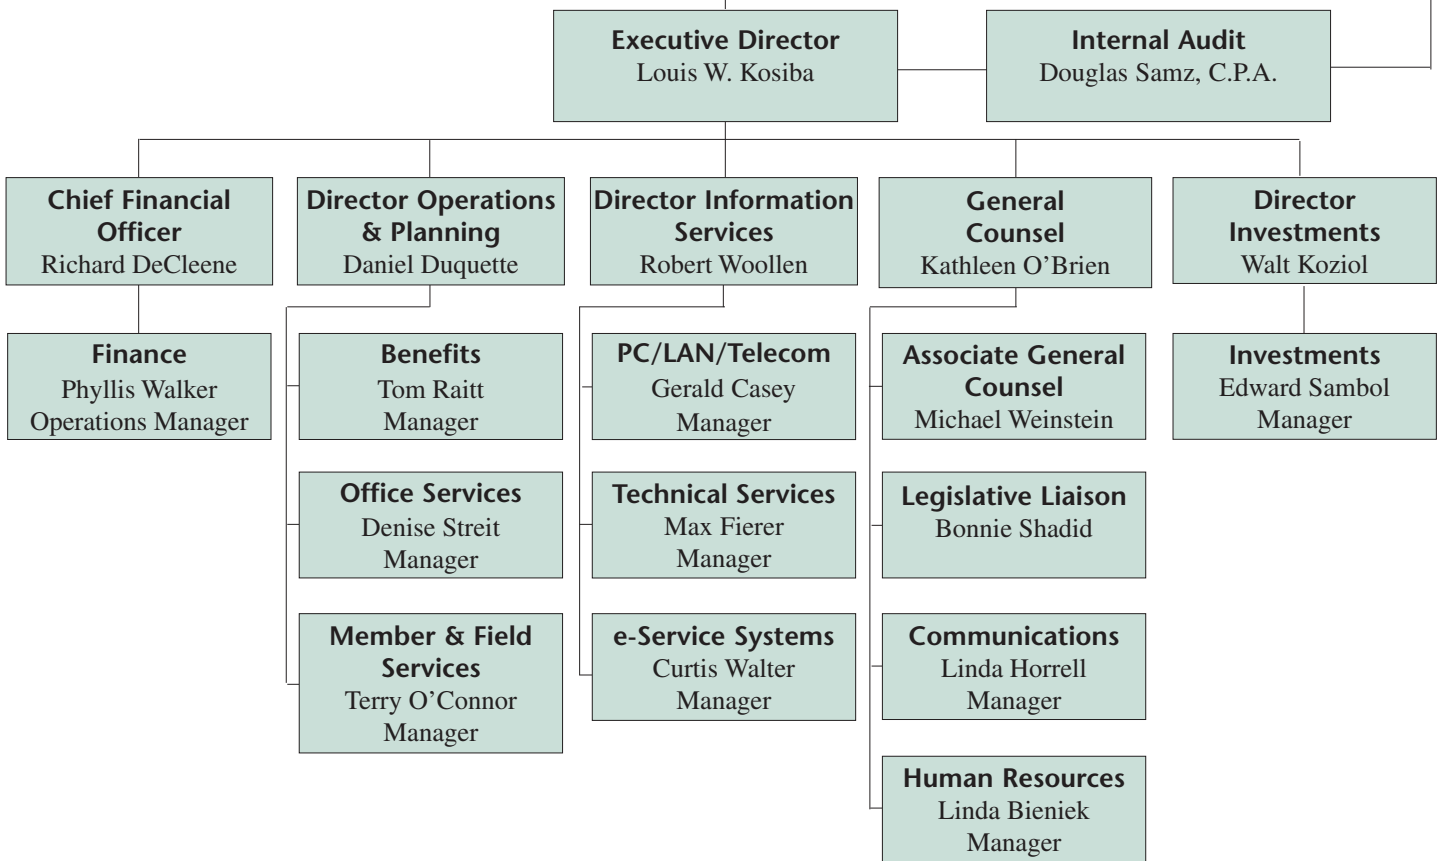 Executive Director
Louis W. Kosiba
Internal Audit
Douglas Samz, C.P.A.
Chief Financial
Officer
Richard DeCleene
Director Operations
& Planning
Daniel Duquette
Director Information
Services
Robert Woollen
General
Counsel
Kathleen O’Brien
Director
Investments
Walt Koziol
Finance
Phyllis Walker
Operations Manager
Benefits
Tom Raitt
Manager
PC/LAN/Telecom
Gerald Casey
Manager
Associate General
Counsel
Michael Weinstein
Investments
Edward Sambol
Manager
Office Services
Denise Streit
Manager
Technical Services
Max Fierer
Manager
Legislative Liaison
Bonnie Shadid
Member & Field
Services
Terry O’Connor
Manager
e-Service Systems
Curtis Walter
Manager
Communications
Linda Horrell
Manager
Human Resources
Linda Bieniek
Manager